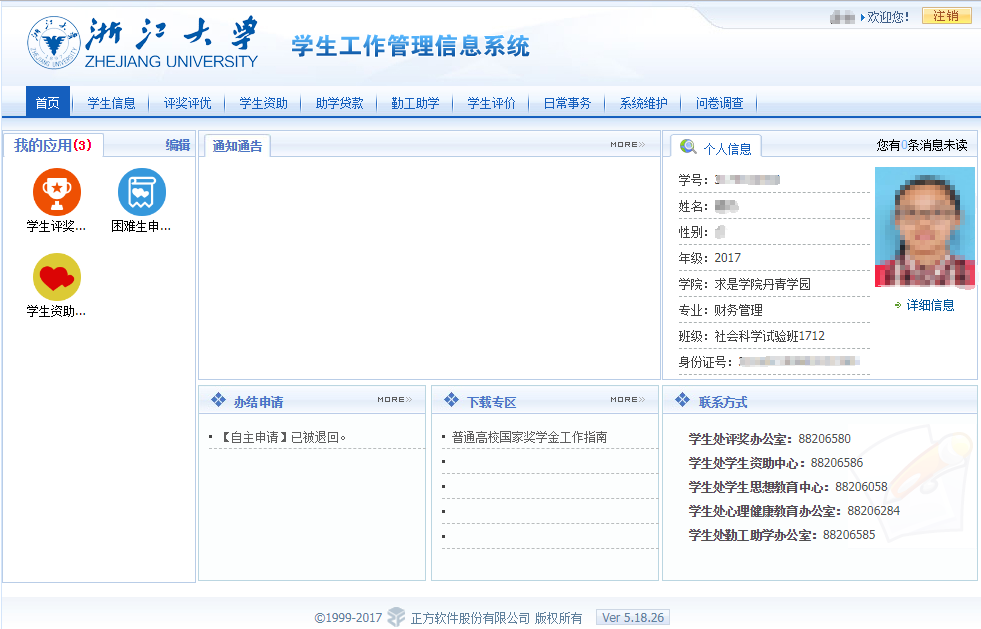 浙江大学
ZHEJIANG UNIVERSITY
学生工作管理信息系统
欢迎您!
注销
首页 学生信息 评奖评优 学生资助 助学贷款 勤工助学 学生评价 日常事务 系统维护 问卷调查
我的应用(3) 编辑
学生评奖... 困难生申...
学生资助...
通知通告 MORE
个人信息 您有0条消息未读
学号:
姓名:
性别:
年级: 2017
学院: 求是学院丹青学园
专业: 财务管理
班级: 社会科学试验班1712
身份证号:
详细信息
办结申请 MORE
【自主申请】已被退回。
下载专区 MORE
普通高校国家奖学金工作指南
联系方式
学生处评奖办公室: 88206580
学生处学生资助中心: 88206586
学生处学生思想教育中心: 88206058
学生处心理健康教育办公室: 88206284
学生处勤工助学办公室: 88206585
©1999-2017 正方软件股份有限公司 版权所有 Ver 5.18.26